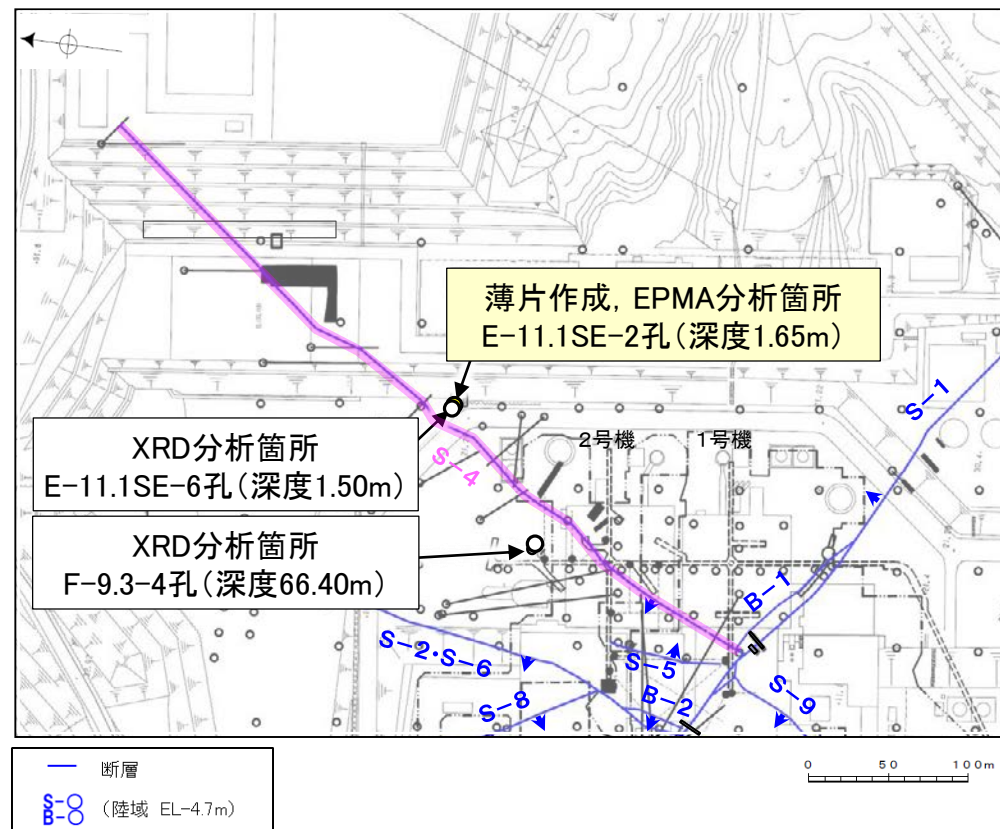 薄片作成, EPMA分析箇所
E-11.1SE-2孔(深度1.65m)
XRD分析箇所
E-11.1SE-6孔(深度1.50m)
XRD分析箇所
F-9.3-4孔(深度66.40m)
2号機
1号機
S-1
S-4
B-1
S-2・S-6
S-5
S-8
B-2
S-9
断層
S-○
B-○
(陸域 EL-4.7m)
0 50 100m